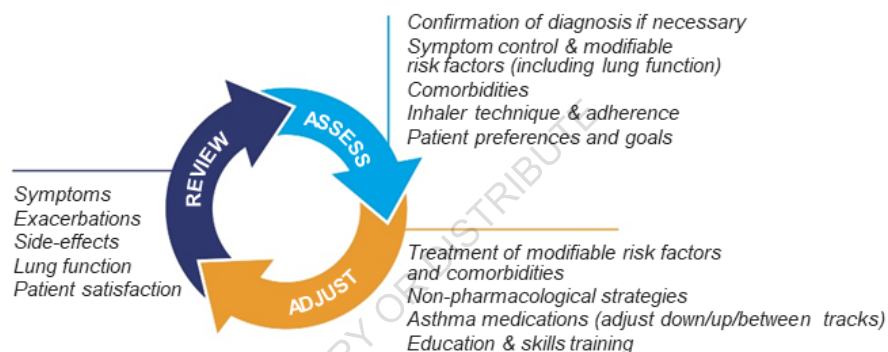 Confirmation of diagnosis if necessary
Symptom control & modifiable
risk factors (including lung function)
Comorbidities
Inhaler technique & adherence
Patient preferences and goals
REVIEW
ASSESS
ADJUST
Symptoms
Exacerbations
Side-effects
Lung function
Patient satisfaction
Treatment of modifiable risk factors
and comorbidities
Non-pharmacological strategies
Asthma medications (adjust down/up/between tracks)
Education & skills training
OR DISTRIBUTE